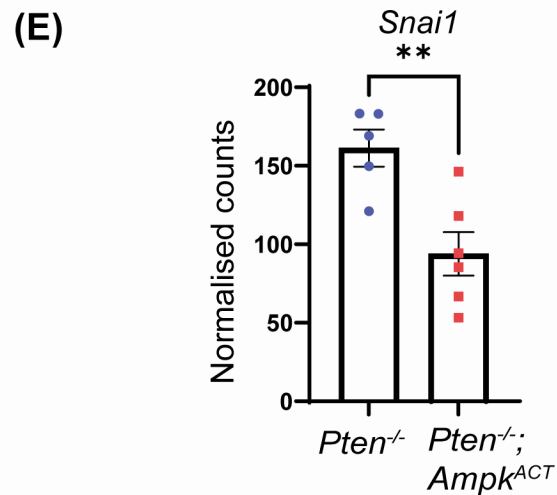 (E)
Snai1
**
Normalised counts
200
150
100
50
0
Pten-/-
Pten-/-;
AmpkACT